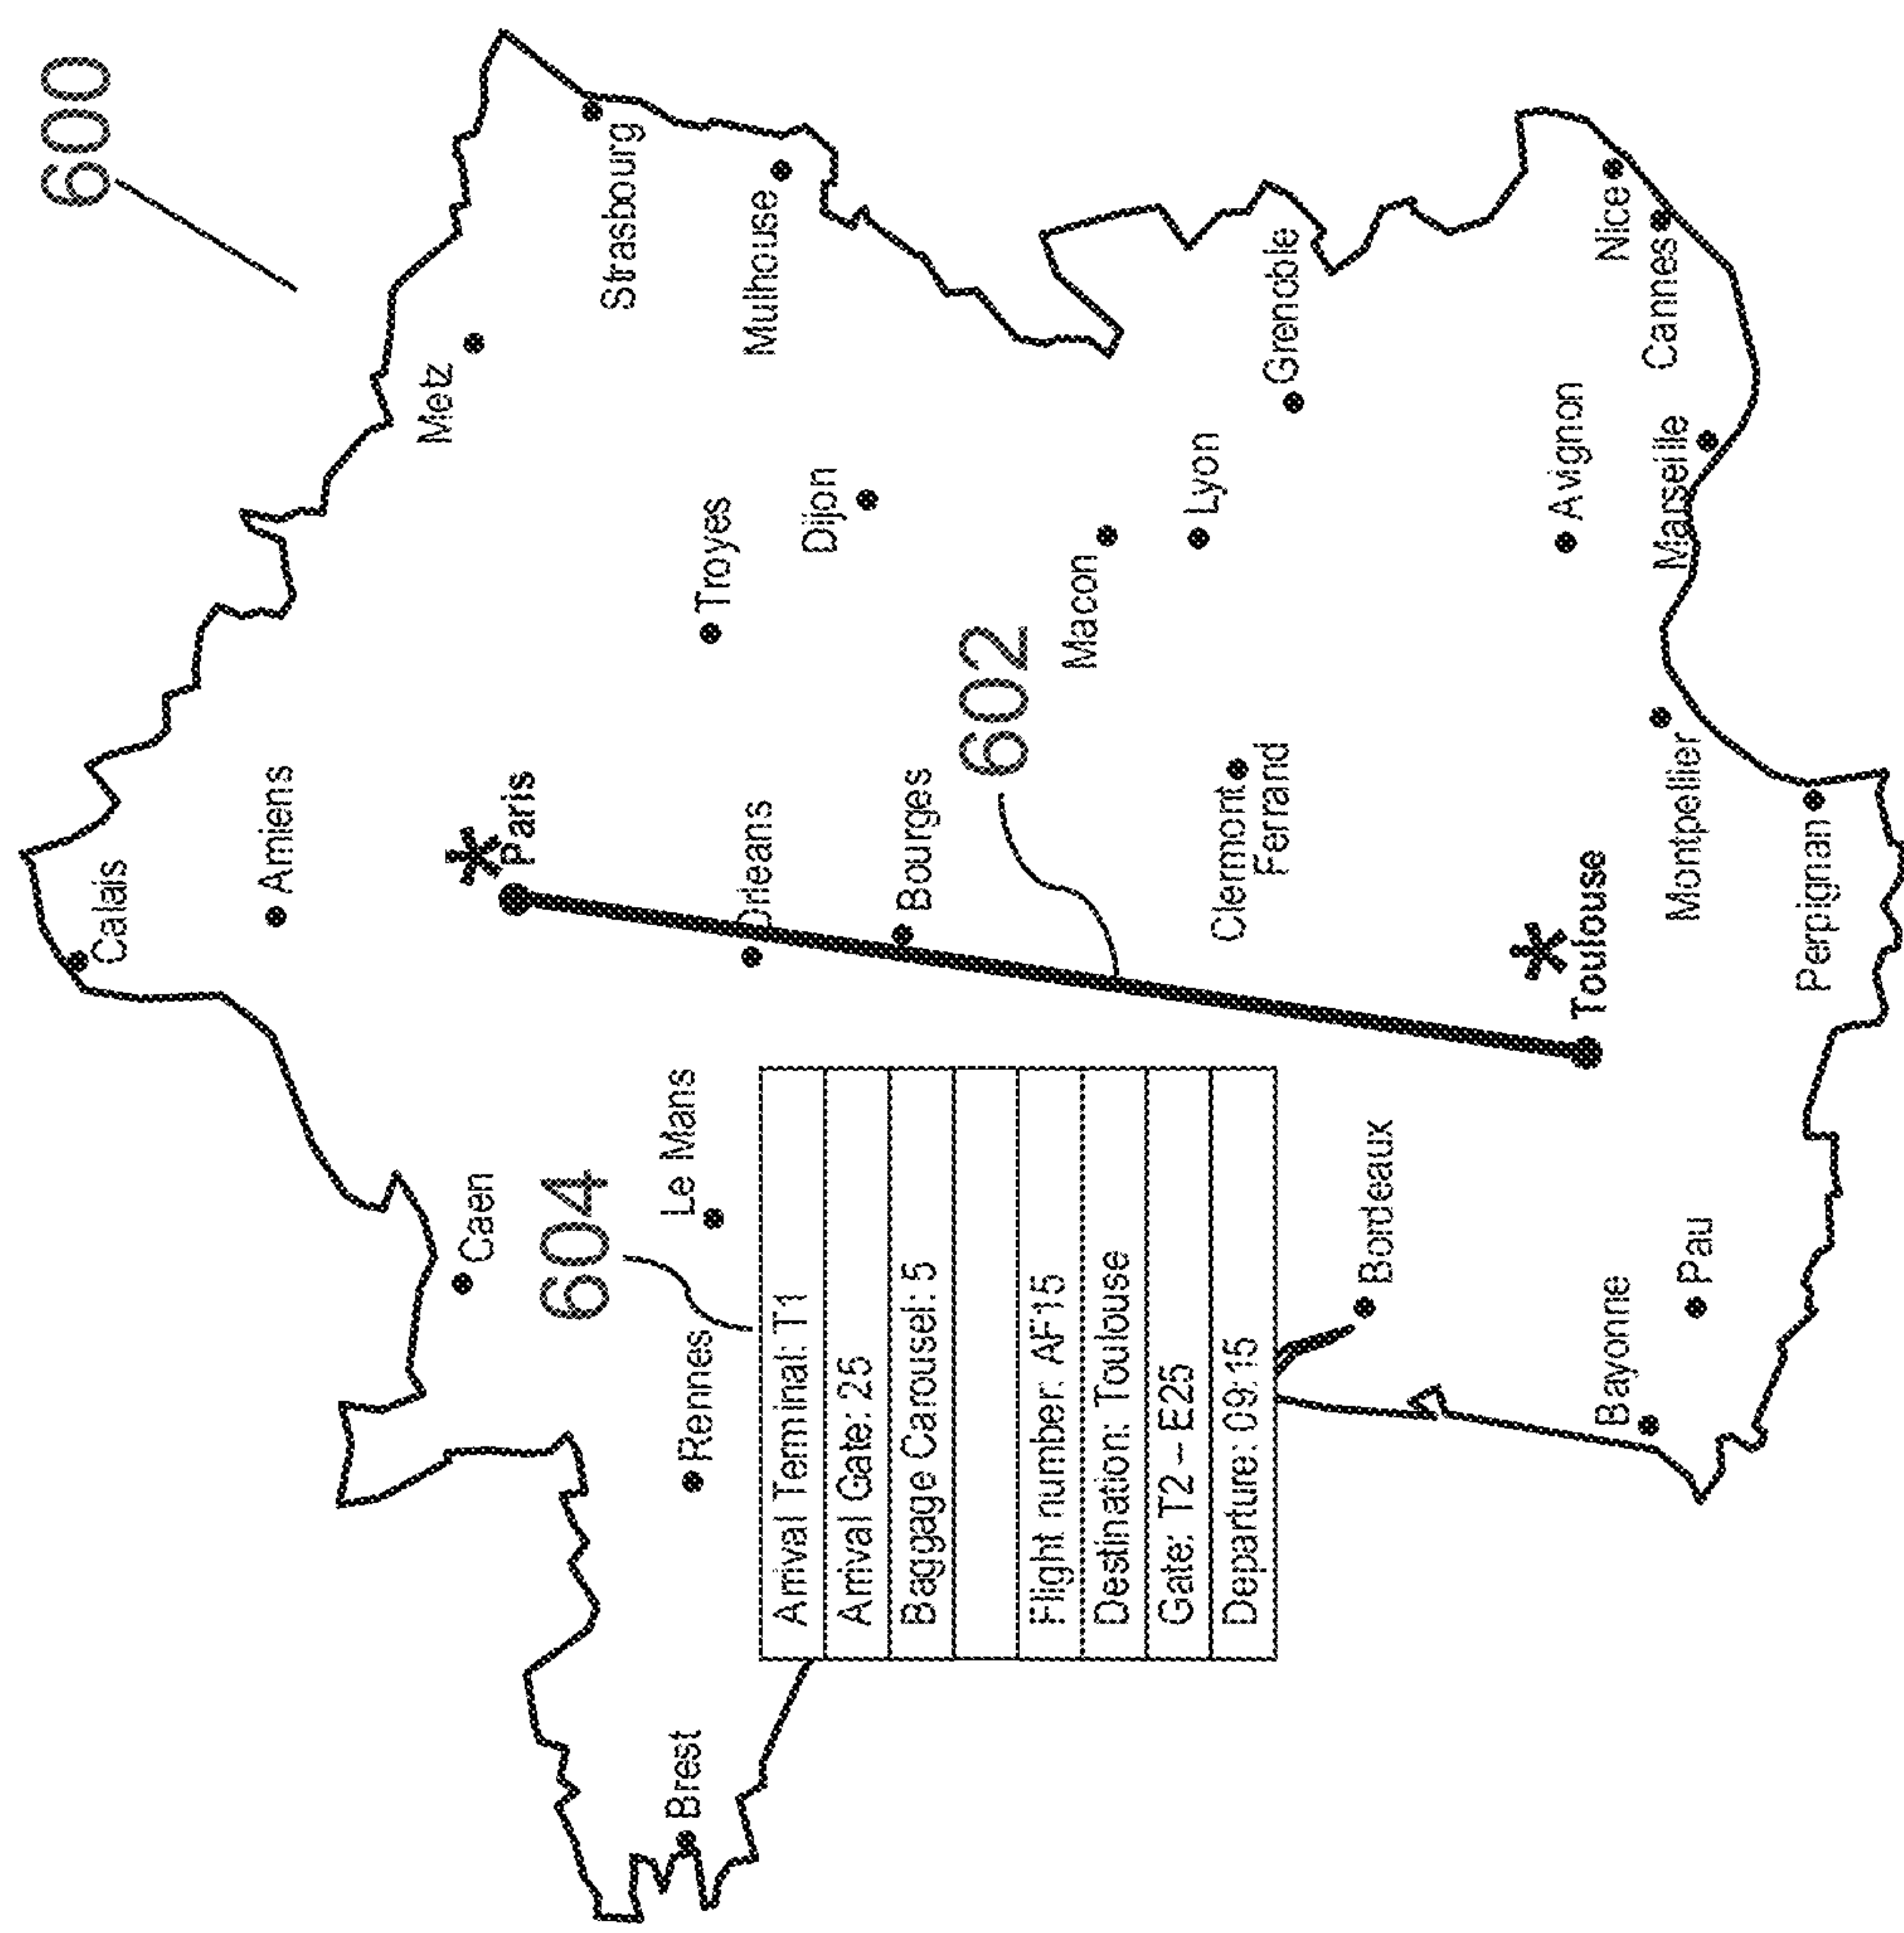 600
Calais
Amiens
Metz
Caen
* Paris
604
Strasbourg
Brest
Rennes
Le Mans
Troyes
Orleans
Mulhouse
Dijon
Arrival Terminal: T1
Arrival Gate: 25
Baggage Carousel: 5
Flight number: AF15
Destination: Toulouse
Gate: T2 – E25
Departure: 09:15
Bourges
602
Macon
Lyon
Clermont
Ferrand
Grenoble
Bordeaux
Avignon
* Toulouse
Bayonne
Nice
Cannes
Marseille
Pau
Montpellier
Perpignan